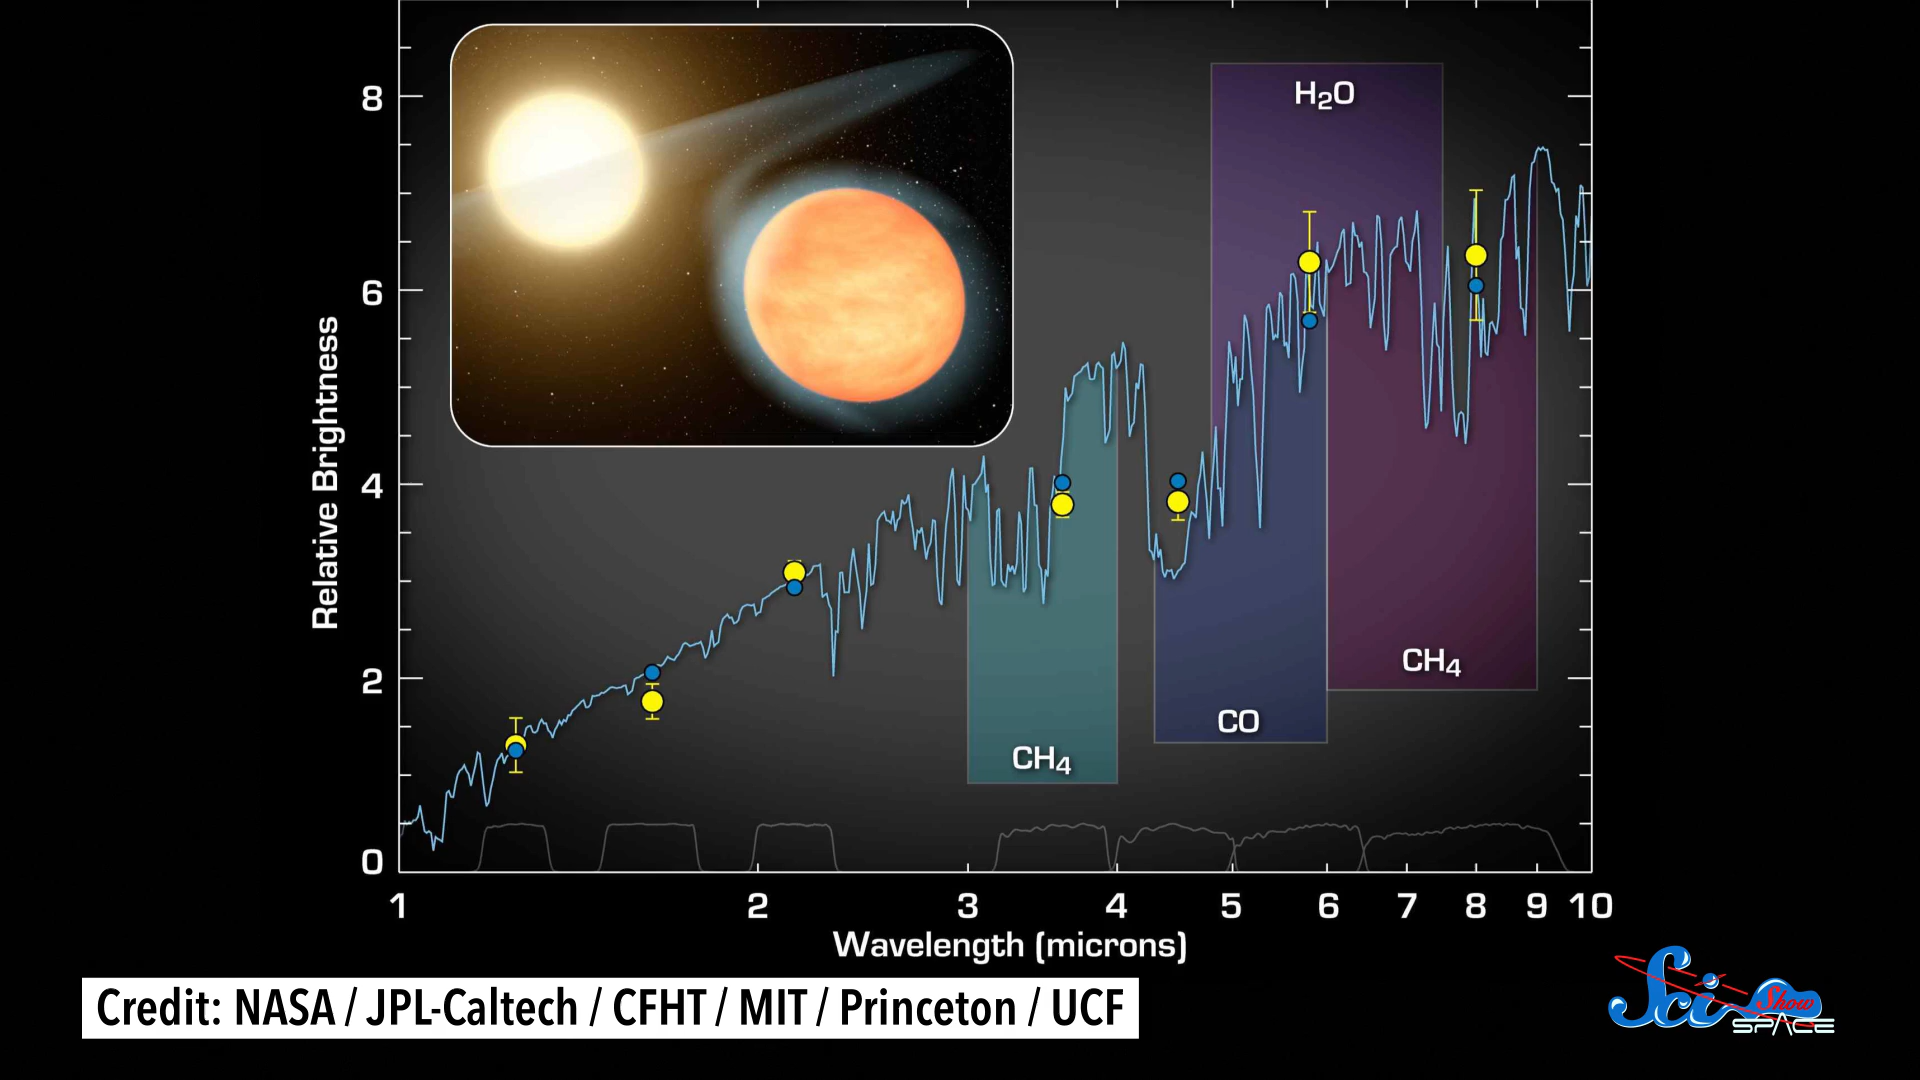 H₂O
8
6
4
2
0
Relative Brightness
CH₄
CO
CH₄
1 2 3 4 5 6 7 8 9 10
Wavelength (microns)
Credit: NASA / JPL-Caltech / CFHT / MIT / Princeton / UCF
Sci Show
SPACE